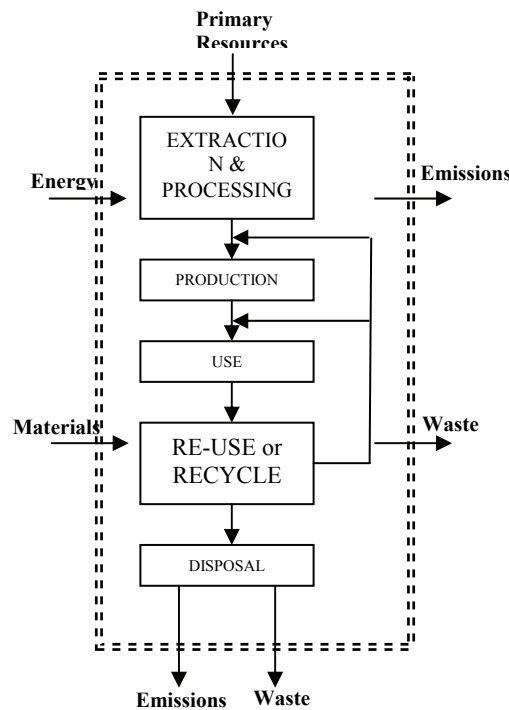 Primary
Resources
EXTRACTIO
N &
PROCESSING
Energy
Emissions
PRODUCTION
USE
Materials
Waste
RE-USE or
RECYCLE
DISPOSAL
Emissions
Waste